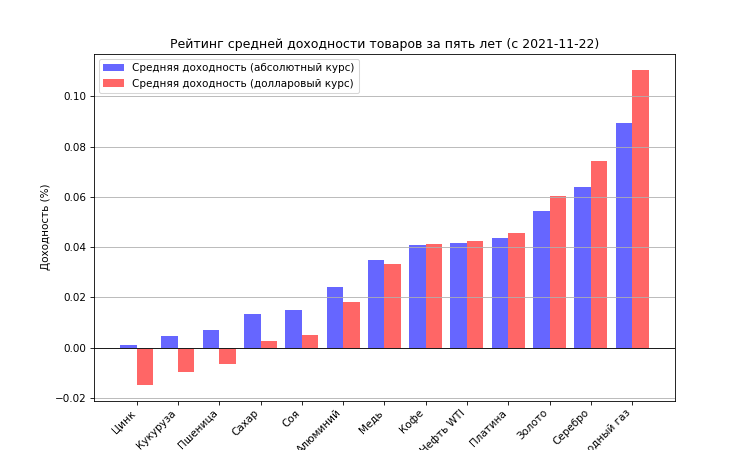 Рейтинг средней доходности товаров за пять лет (с 2021-11-22)
Средняя доходность (абсолютный курс)
Средняя доходность (долларовый курс)
Доходность (%)
0.10
0.08
0.06
0.04
0.02
0.00
−0.02
Цинк
Кукуруза
Пшеница
Сахар
Соя
Алюминий
Медь
Кофе
Нефть WTI
Платина
Золото
Серебро
одный газ